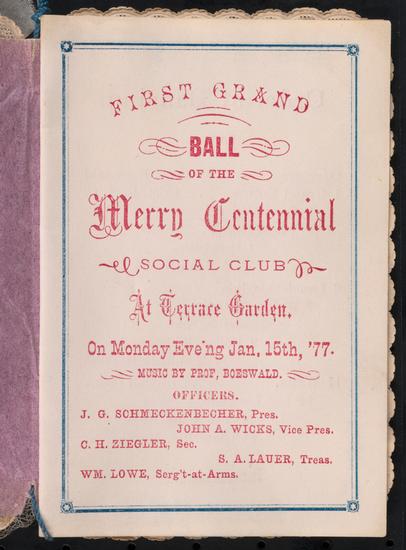 FIRST GRAND
BALL
OF THE
Merry Centennial
SOCIAL CLUB
At Terrace Garden,
On Monday Eve'ng Jan, 15th, '77.
MUSIC BY PROF, BOESWALD.
OFFICERS.
J. G. SCHMECKENBECHER, Pres.
JOHN A. WICKS, Vice Pres.
C. H. ZIEGLER, Sec.
S. A. LAUER, Treas.
WM. LOWE, Serg't-at-Arms.